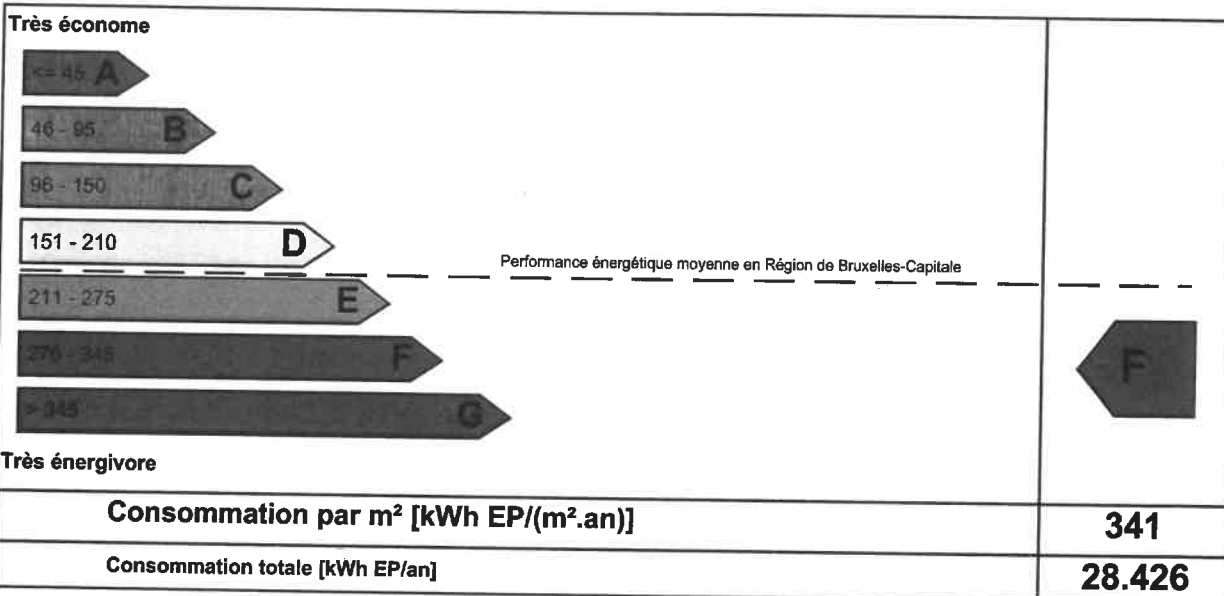 Très économe
<= 45 A
46 - 95 B
96 - 150 C
151 - 210 D
Performance énergétique moyenne en Région de Bruxelles-Capitale
211 - 275 E
276 - 345 F
F
> 345 G
Très énergivore
Consommation par m² [kWh EP/(m².an)] 341
Consommation totale [kWh EP/an] 28.426